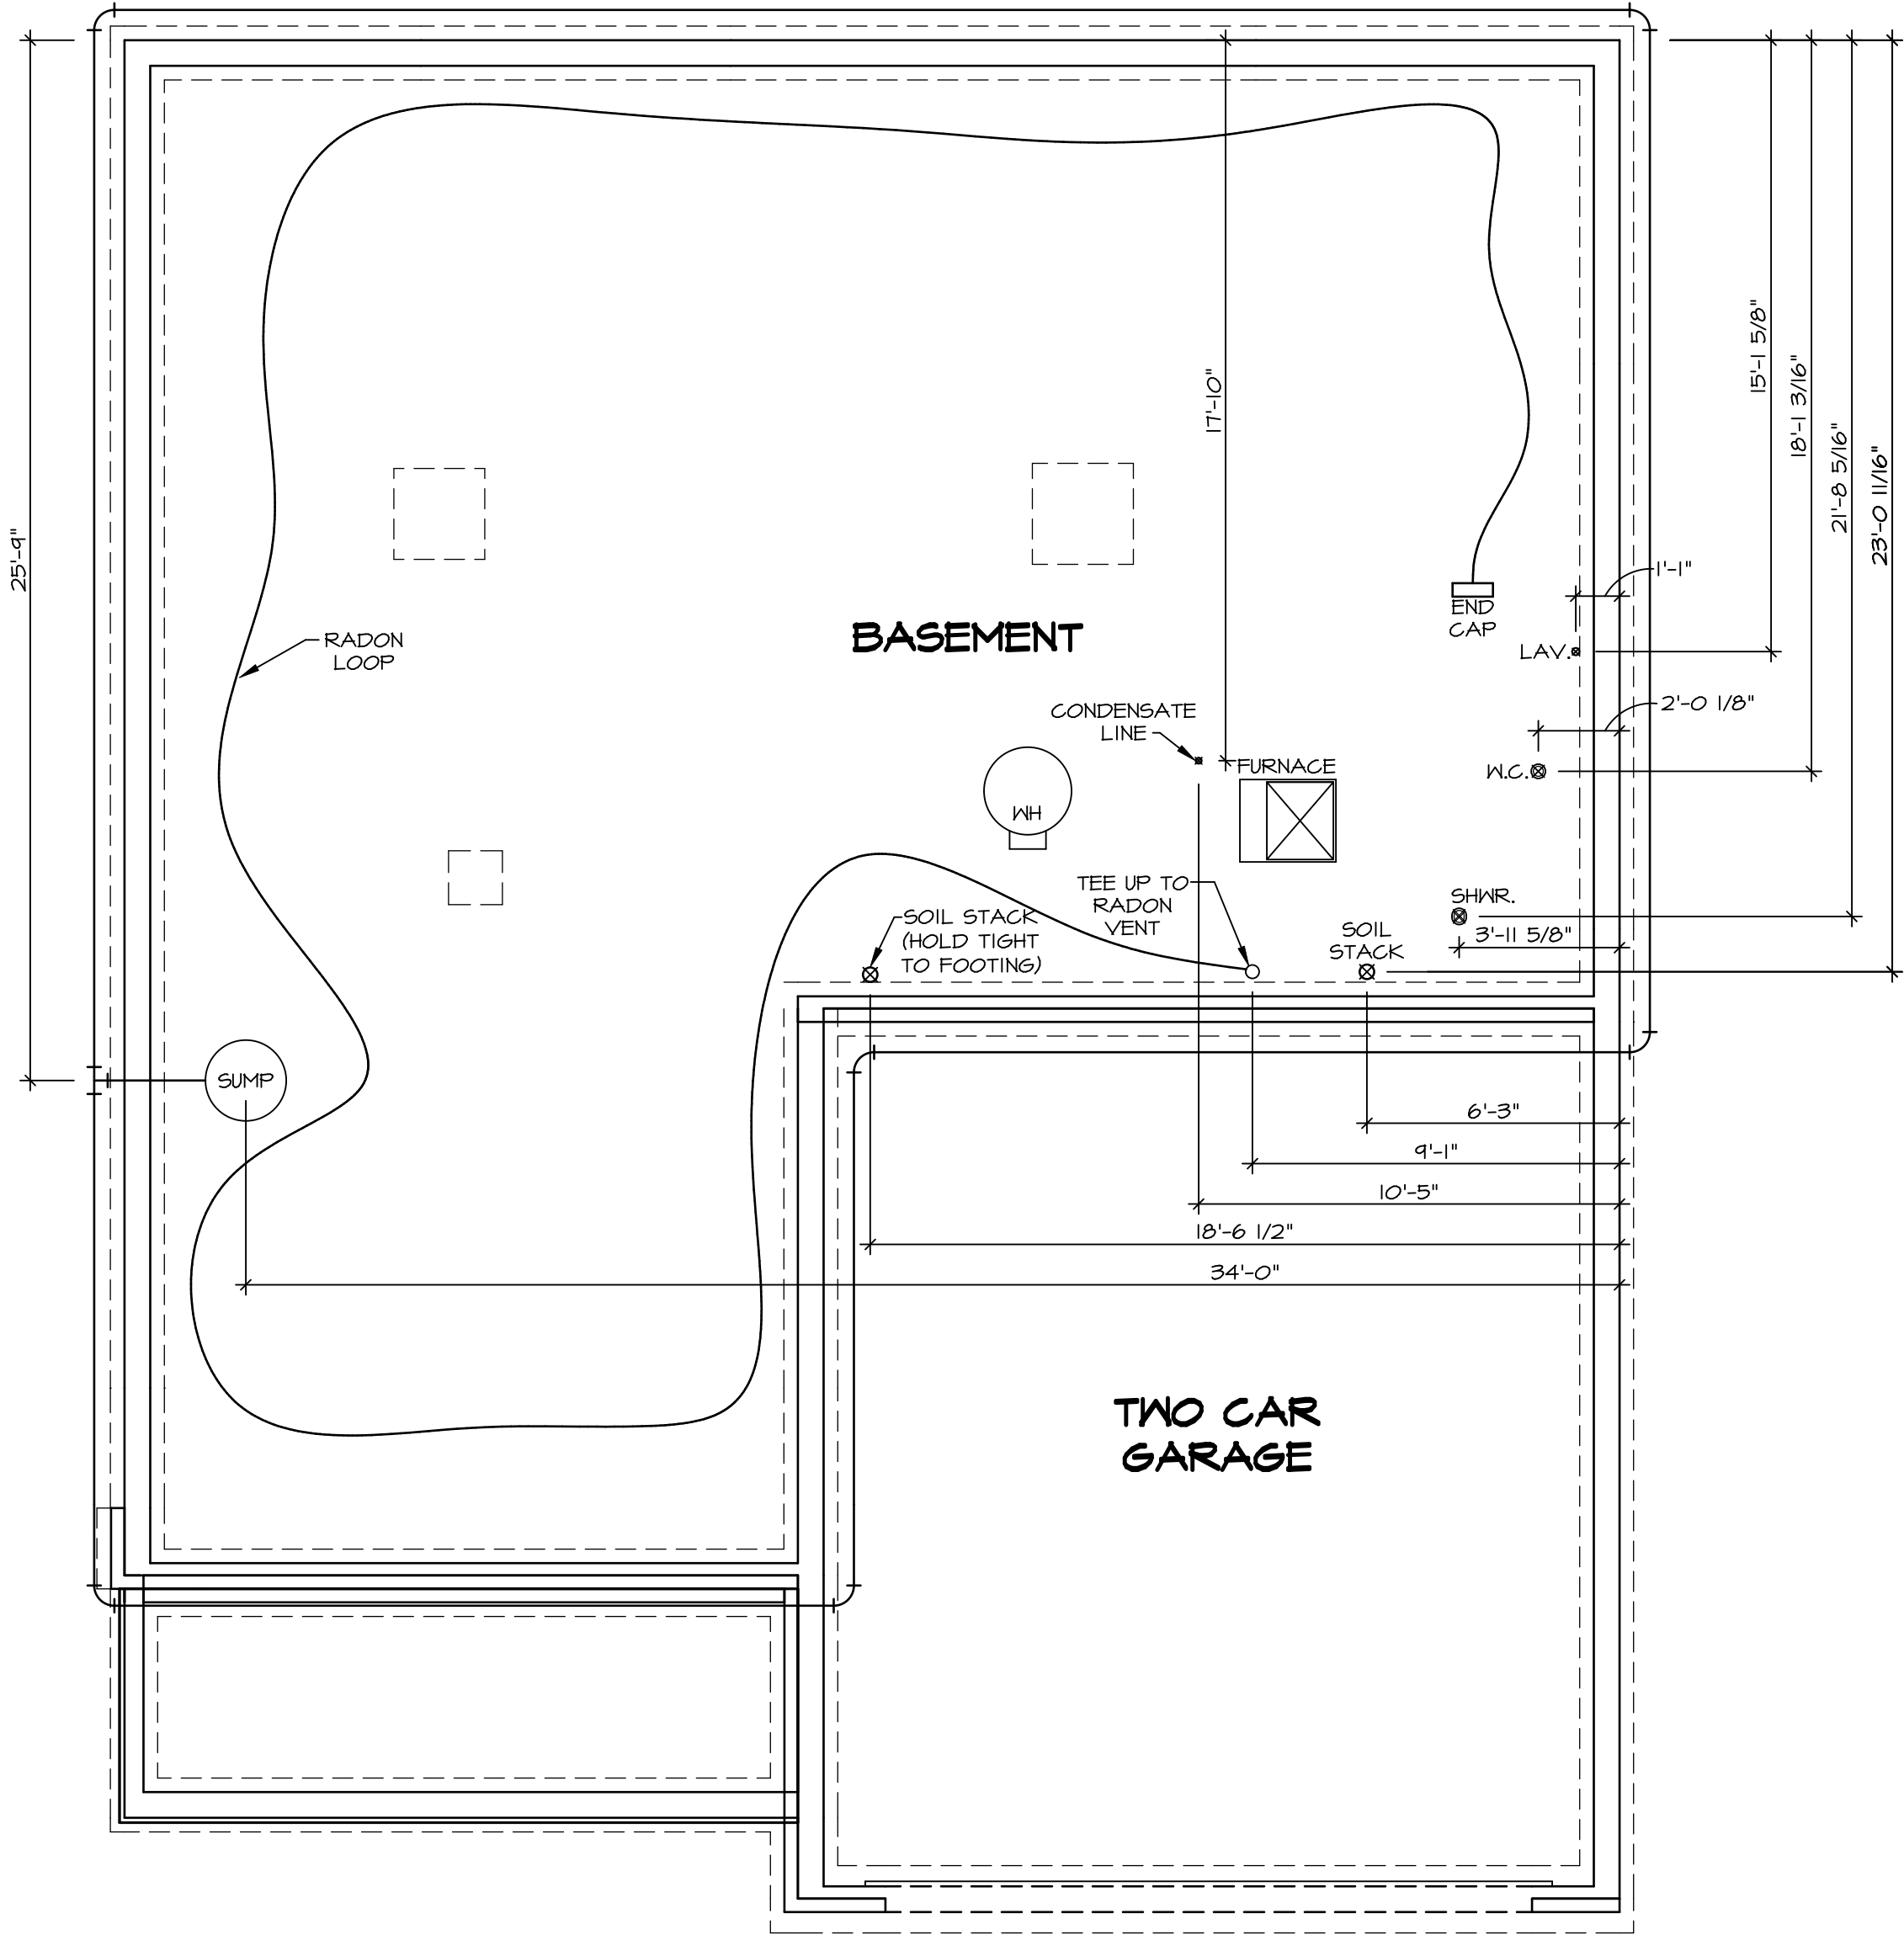 15'-1 5/8"
18'-1 3/16"
17'-10"
21'-8 5/16"
23'-0 11/16"
25'-9"
1'-1"
END
CAP
BASEMENT
RADON
LOOP
LAV.
2'-0 1/8"
CONDENSATE
LINE
FURNACE
W.C.
WH
TEE UP TO
RADON
VENT
SHWR.
SOIL STACK
(HOLD TIGHT
TO FOOTING)
SOIL
STACK
3'-11 5/8"
SUMP
6'-3"
9'-1"
10'-5"
18'-6 1/2"
34'-0"
TWO CAR
GARAGE